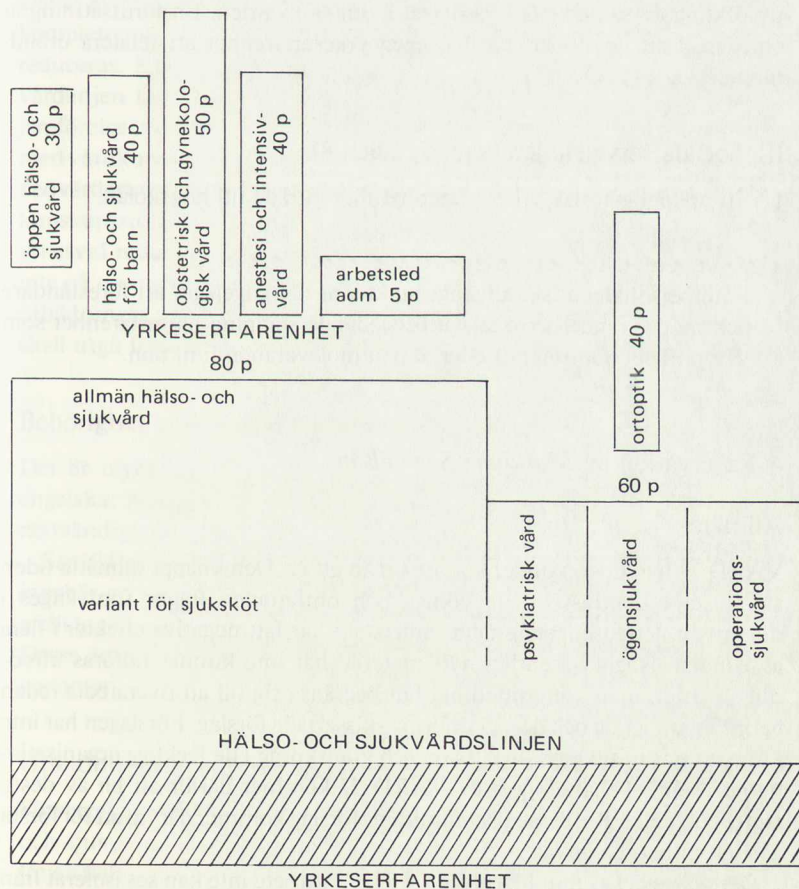 öppen hälso- och
sjukvård 30 p
hälso och sjukvård
för barn 40 p
obstetrisk och gynekolo-
gisk vård 50 p
anestesi och intensiv-
vård 40 p
arbetsled
adm 5 p
YRKESERFARENHET
80 p
allmän hälso- och
sjukvård
ortoptik 40 p
60 p
variant för sjuksköt
psykiatrisk vård
ögonsjukvård
operations-
sjukvård
HÄLSO- OCH SJUKVÅRDSLINJEN
YRKESERFARENHET